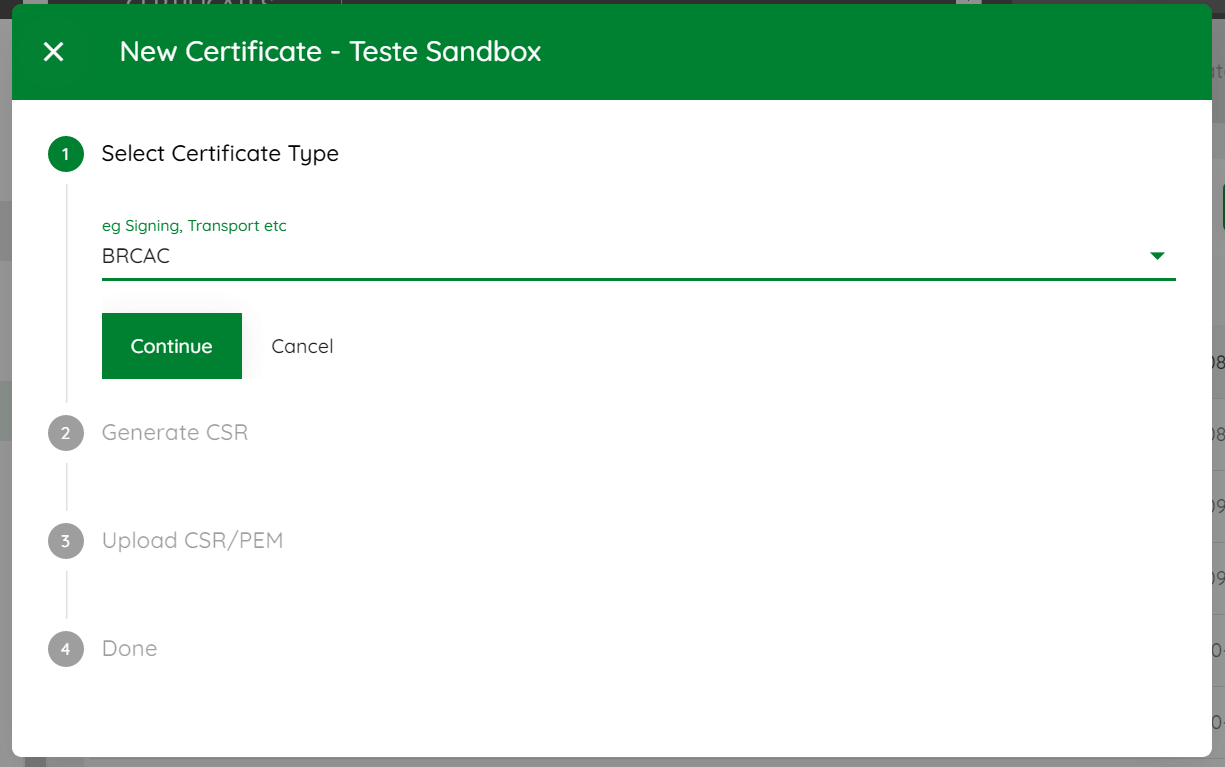 New Certificate - Teste Sandbox
1 Select Certificate Type
eg Signing, Transport etc
BRCAC
Continue Cancel
2 Generate CSR
3 Upload CSR/PEM
4 Done